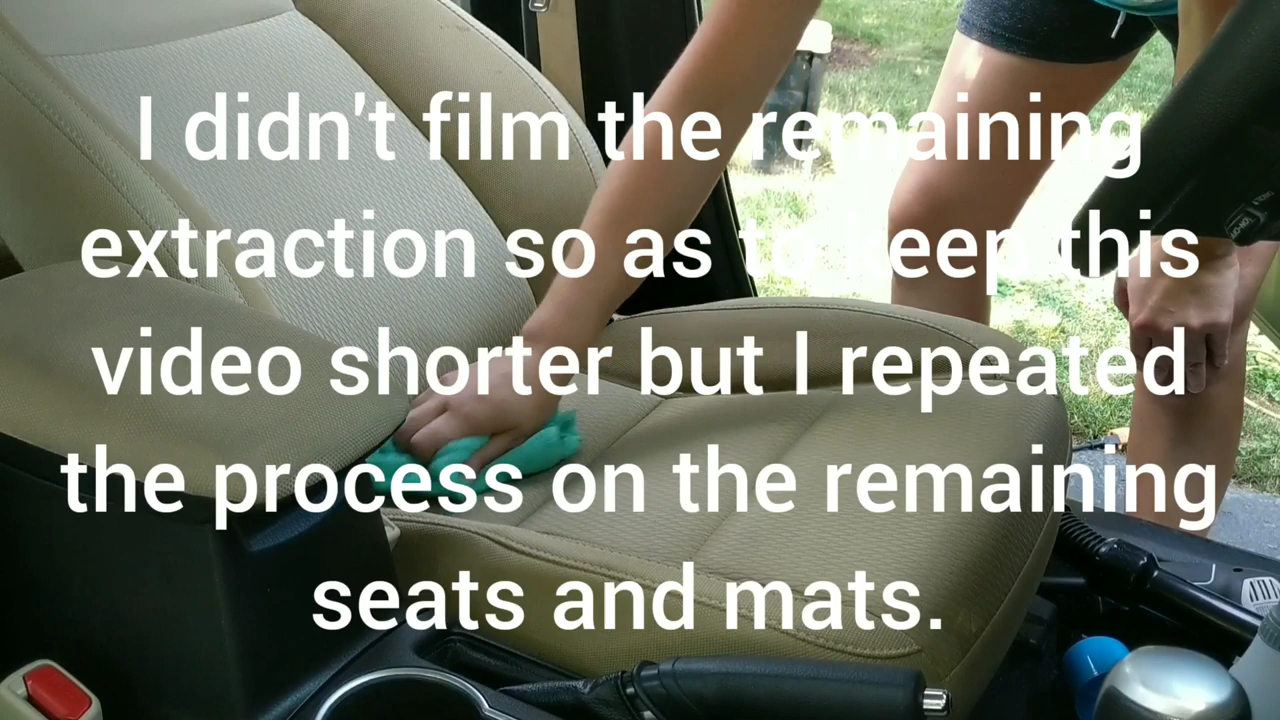 I didn't film the remaining
extraction so as to keep this
video shorter but I repeated
the process on the remaining
seats and mats.